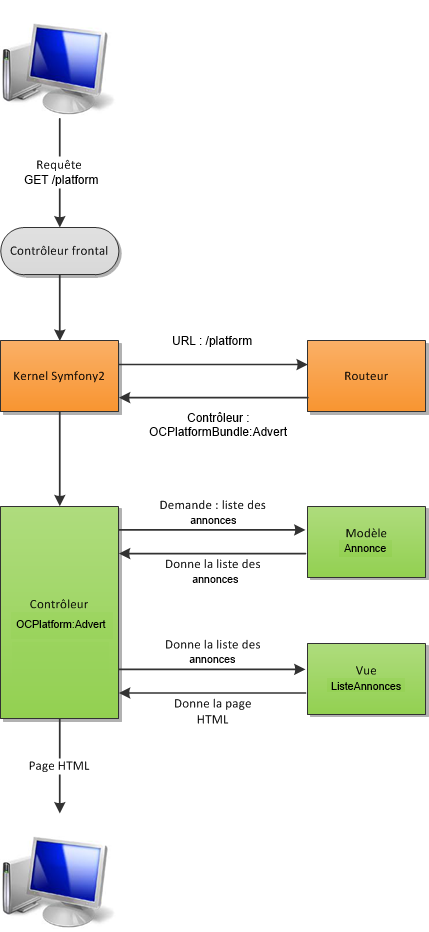 Requête
GET /platform
Contrôleur frontal
URL : /platform
Kernel Symfony2
Routeur
Contrôleur :
OCPlatformBundle:Advert
Demande : liste des
annonces
Modèle
Annonce
Donne la liste des
annonces
Contrôleur
OCPlatform:Advert
Donne la liste des
annonces
Vue
ListeAnnonces
Donne la page
HTML
Page HTML